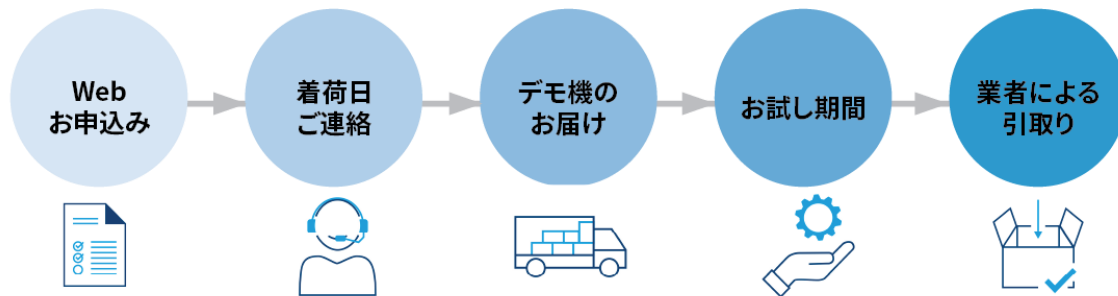 Web
お申込み
着荷日
ご連絡
デモ機の
お届け
お試し期間
業者による
引取り